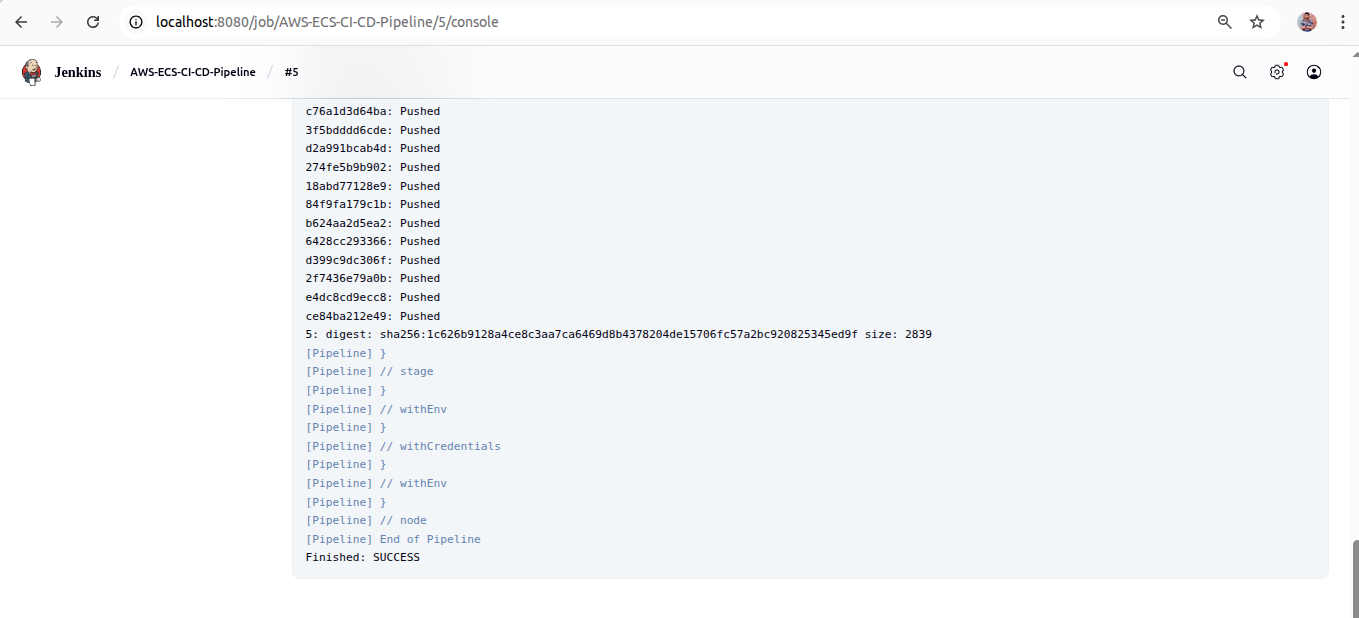 localhost:8080/job/AWS-ECS-CI-CD-Pipeline/5/console
Jenkins / AWS-ECS-CI-CD-Pipeline / #5
c76a1d3d64ba: Pushed
3f5bdddd6cde: Pushed
d2a991bcab4d: Pushed
274fe5b9b902: Pushed
18abd77128e9: Pushed
84f9fa179c1b: Pushed
b624aa2d5ea2: Pushed
6428cc293366: Pushed
d399c9dc306f: Pushed
2f7436e79a0b: Pushed
e4dc8cd9ecc8: Pushed
ce84ba212e49: Pushed
5: digest: sha256:1c626b9128a4ce8c3aa7ca6469d8b4378204de15706fc57a2bc920825345ed9f size: 2839
[Pipeline] }
[Pipeline] // stage
[Pipeline] }
[Pipeline] // withEnv
[Pipeline] }
[Pipeline] // withCredentials
[Pipeline] }
[Pipeline] // withEnv
[Pipeline] }
[Pipeline] // node
[Pipeline] End of Pipeline
Finished: SUCCESS